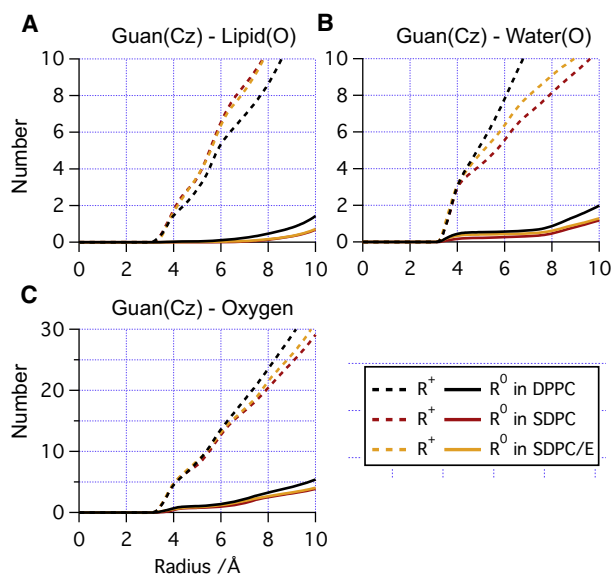 A
B
Guan(Cz) - Lipid(O)
Guan(Cz) - Water(O)
10
8
6
4
2
0
Number
0 2 4 6 8 10
10
8
6
4
2
0
Number
0 2 4 6 8 10
C
Guan(Cz) - Oxygen
30
20
10
0
Number
0 2 4 6 8 10
Radius /Å
R⁺ R⁰ in DPPC
R⁺ R⁰ in SDPC
R⁺ R⁰ in SDPC/E